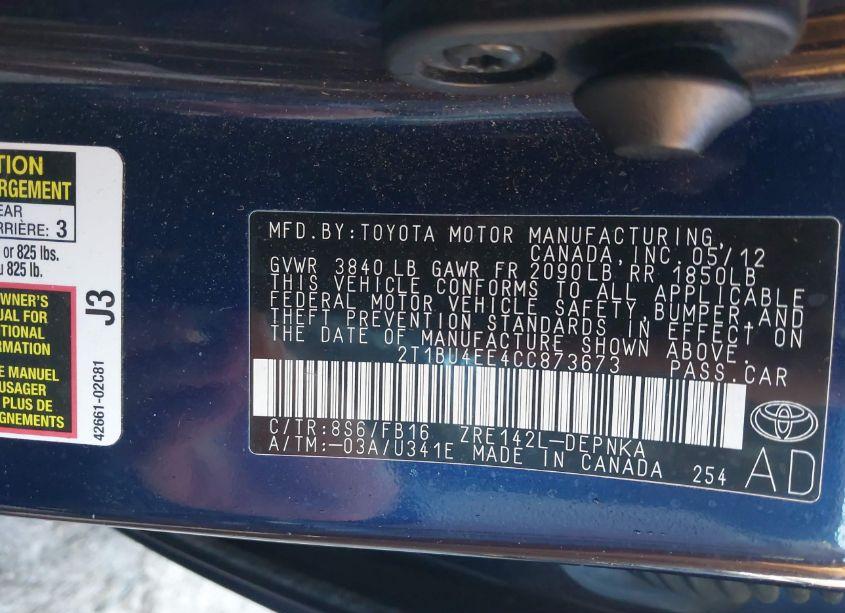 TION
RGEMENT
EAR
RRIÈRE: 3
or 825 lbs.
u 825 lb.
OWNER'S
UAL FOR
TIONAL
ORMATION
E MANUEL
USAGER
PLUS DE
GNEMENTS
J3
42661-02C81
MFD.BY:TOYOTA MOTOR MANUFACTURING,
CANADA, INC. 05/12
GVWR 3840 LB GAWR FR 2090LB, RR 1850LB
THIS VEHICLE CONFORMS TO ALL APPLICABLE
FEDERAL MOTOR VEHICLE SAFETY, BUMPER, AND
THEFT PREVENTION STANDARDS IN EFFECT ON
THE DATE OF MANUFACTURE SHOWN ABOVE.
2T1BU4EE4CC873673 PASS.CAR
C/TR:8S6/FB16 ZRE142L-DEPNKA
A/TM:-03A/U341E MADE IN CANADA 254
AD